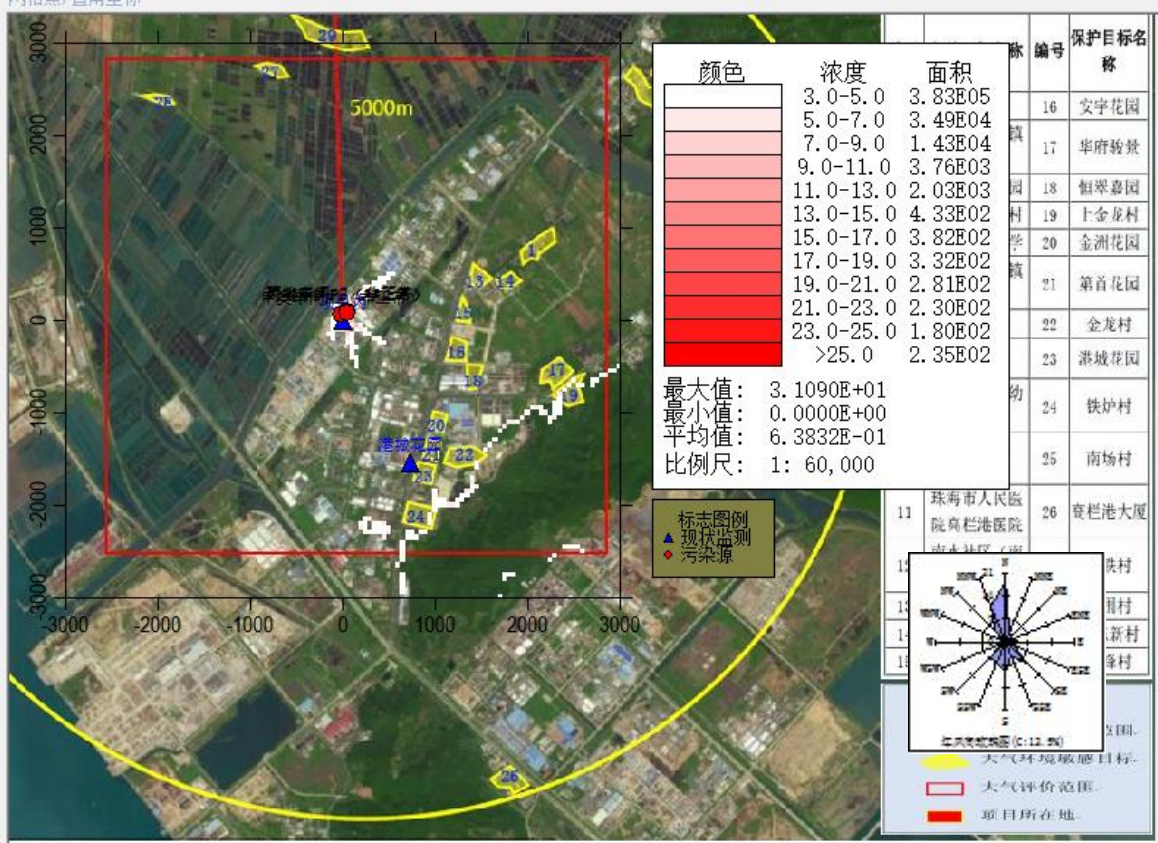 3000
2000
1000
0
-1000
-2000
-3000
-3000
-2000
-1000
0
1000
2000
3000
5000m
29
27
28
1
13
14
15
16
18
17
19
20
21
22
23
24
26
港城花园
颜色 浓度 面积
3.0-5.0 3.83E05
5.0-7.0 3.49E04
7.0-9.0 1.43E04
9.0-11.0 3.76E03
11.0-13.0 2.03E03
13.0-15.0 4.33E02
15.0-17.0 3.82E02
17.0-19.0 3.32E02
19.0-21.0 2.81E02
21.0-23.0 2.30E02
23.0-25.0 1.80E02
>25.0 2.35E02
最大值: 3.1090E+01
最小值: 0.0000E+00
平均值: 6.3832E-01
比例尺: 1: 60,000
标志图例
现状监测
污染源
称 编号 保护目标名称
16 安宇花园
镇 17 华府骏景
园 18 恒翠嘉园
村 19 上金龙村
学 20 金洲花园
镇 21 第首花园
22 金龙村
23 港城花园
幼 24 铁炉村
25 南场村
11 珠海市人民医院高栏港医院 26 高栏港大厦
新村
大气环境敏感目标
大气评价范围
项目所在地